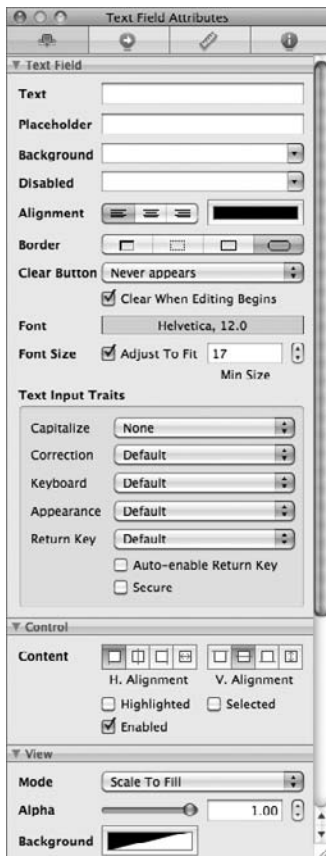 Text Field Attributes
Text Field
Text
Placeholder
Background
Disabled
Alignment
Border
Clear Button Never appears
Clear When Editing Begins
Font Helvetica, 12.0
Font Size Adjust To Fit 17
Min Size
Text Input Traits
Capitalize None
Correction Default
Keyboard Default
Appearance Default
Return Key Default
Auto-enable Return Key
Secure
Control
Content
H. Alignment V. Alignment
Highlighted Selected
Enabled
View
Mode Scale To Fill
Alpha 1.00
Background